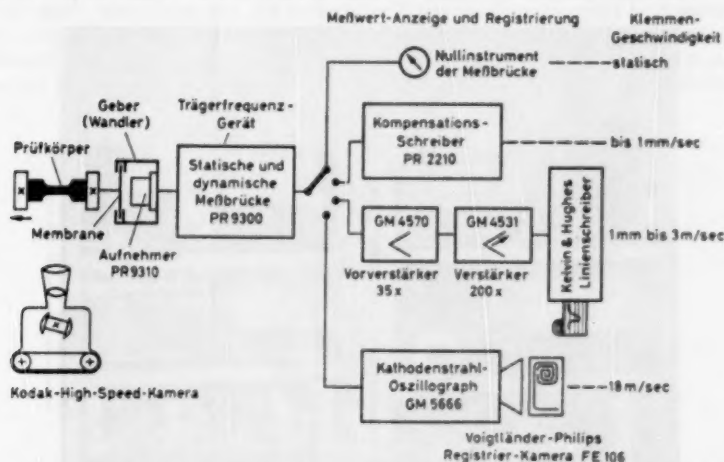 Meßwert-Anzeige und Registrierung
Klemmen-
Geschwindigkeit
Nullinstrument
der Meßbrücke
statisch
Geber
(Wandler)
Trägerfrequenz-
Gerät
Prüfkörper
Statische und
dynamische
Meßbrücke
PR 9300
Membrane
Aufnehmer
PR 9310
Kompensations-
Schreiber
PR 2210
bis 1mm/sec
GM 4570
Vorverstärker
35x
GM 4531
Verstärker
200x
Kelvin & Hughes
Linienschreiber
1mm bis 3m/sec
Kodak-High-Speed-Kamera
Kathodenstrahl-
Oszillograph
GM 5666
18m/sec
Voigtländer-Philips
Registrier-Kamera FE 106